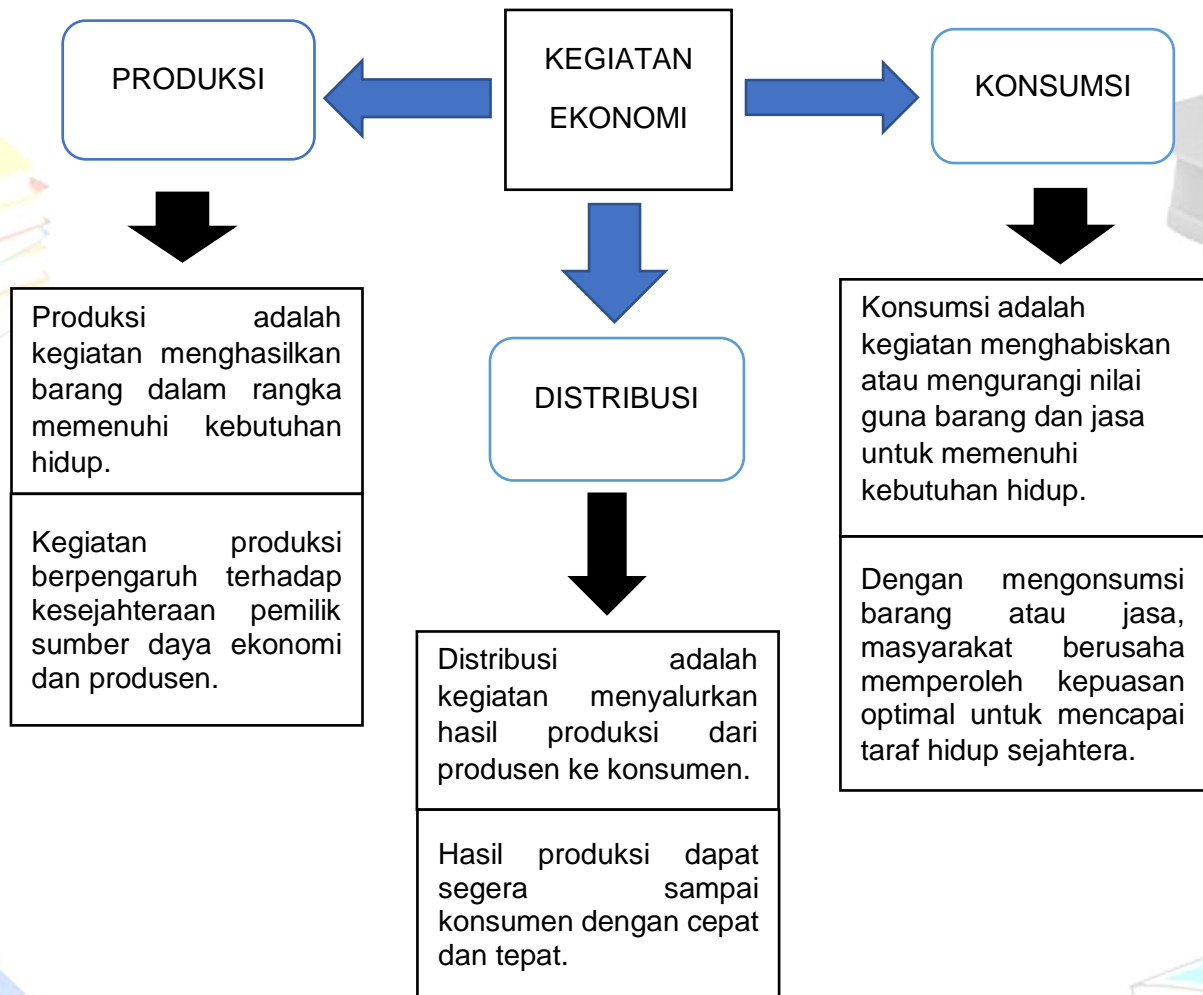 KEGIATAN
EKONOMI
PRODUKSI
Produksi adalah
kegiatan menghasilkan
barang dalam rangka
memenuhi kebutuhan
hidup.
Kegiatan produksi
berpengaruh terhadap
kesejahteraan pemilik
sumber daya ekonomi
dan produsen.
DISTRIBUSI
Distribusi adalah
kegiatan menyalurkan
hasil produksi dari
produsen ke konsumen.
Hasil produksi dapat
segera sampai
konsumen dengan cepat
dan tepat.
KONSUMSI
Konsumsi adalah
kegiatan menghabiskan
atau mengurangi nilai
guna barang dan jasa
untuk memenuhi
kebutuhan hidup.
Dengan mengonsumsi
barang atau jasa,
masyarakat berusaha
memperoleh kepuasan
optimal untuk mencapai
taraf hidup sejahtera.